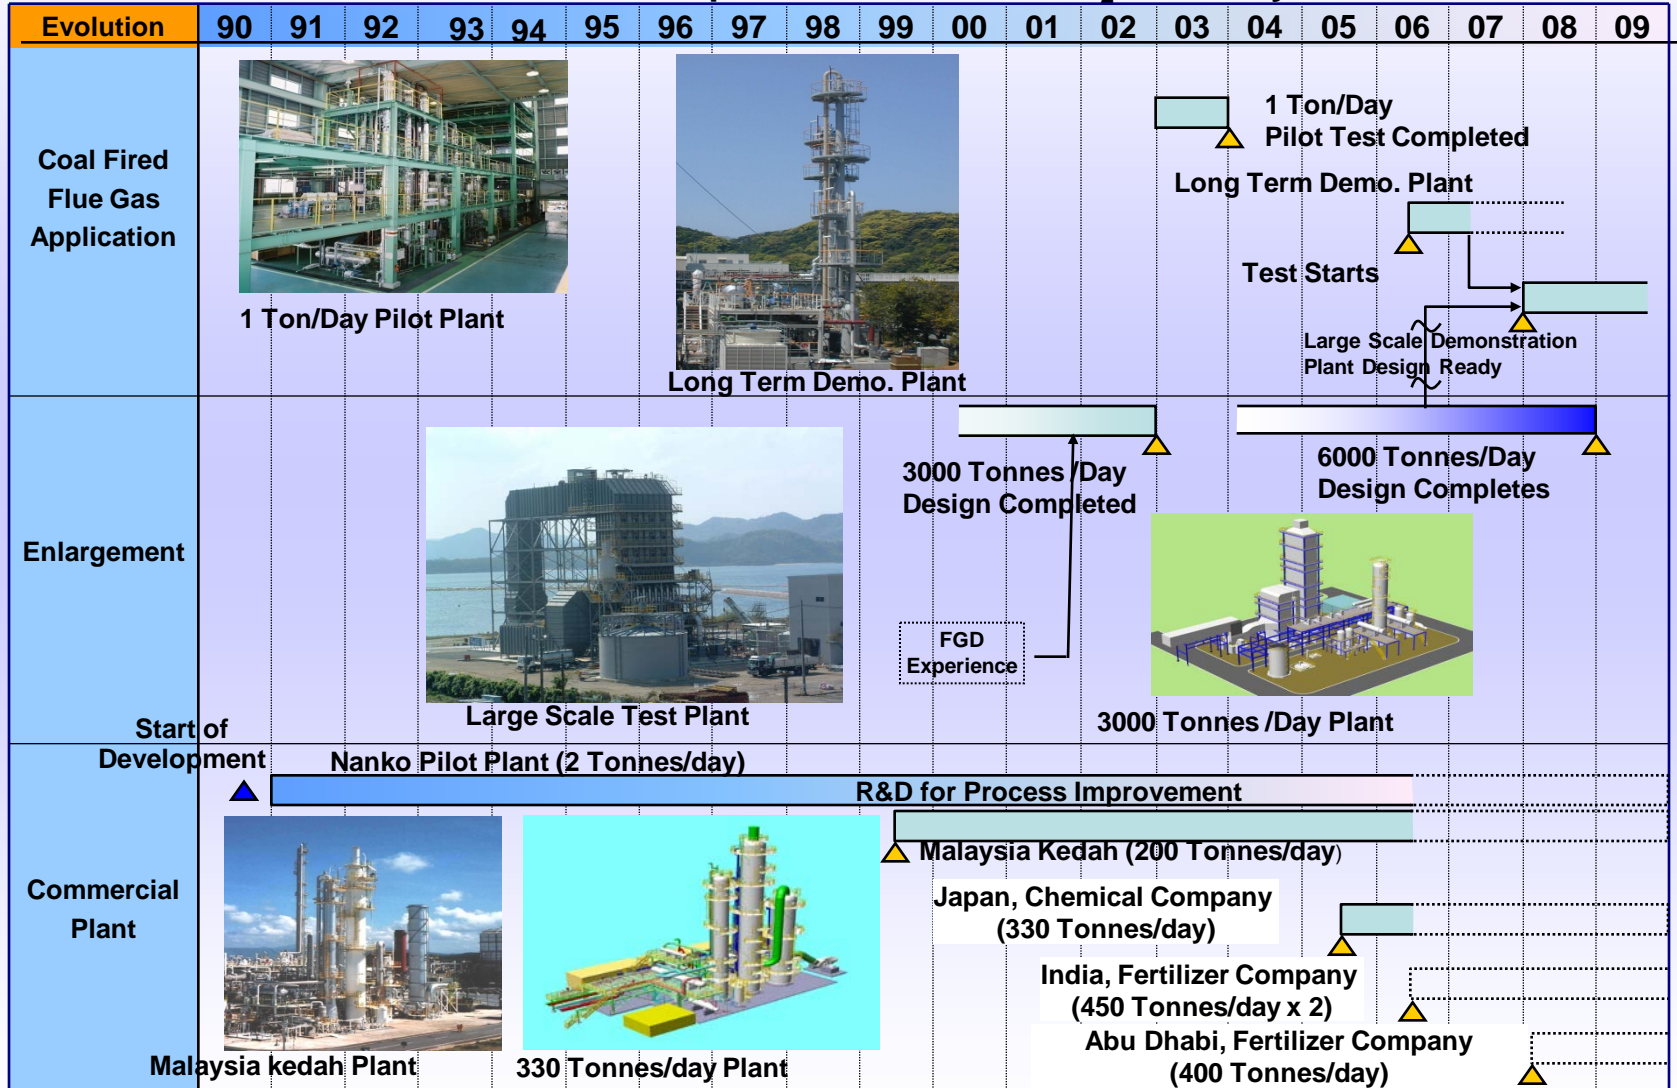 Evolution 90 91 92 93 94 95 96 97 98 99 00 01 02 03 04 05 06 07 08 09
Coal Fired
Flue Gas
Application
1 Ton/Day Pilot Plant
Long Term Demo. Plant
1 Ton/Day
Pilot Test Completed
Long Term Demo. Plant
Test Starts
Large Scale Demonstration
Plant Design Ready
Enlargement
Large Scale Test Plant
3000 Tonnes /Day
Design Completed
FGD
Experience
6000 Tonnes/Day
Design Completes
3000 Tonnes /Day Plant
Start of
Development
Commercial
Plant
Nanko Pilot Plant (2 Tonnes/day)
R&D for Process Improvement
Malaysia Kedah (200 Tonnes/day)
Japan, Chemical Company
(330 Tonnes/day)
India, Fertilizer Company
(450 Tonnes/day x 2)
Abu Dhabi, Fertilizer Company
(400 Tonnes/day)
Malaysia kedah Plant
330 Tonnes/day Plant